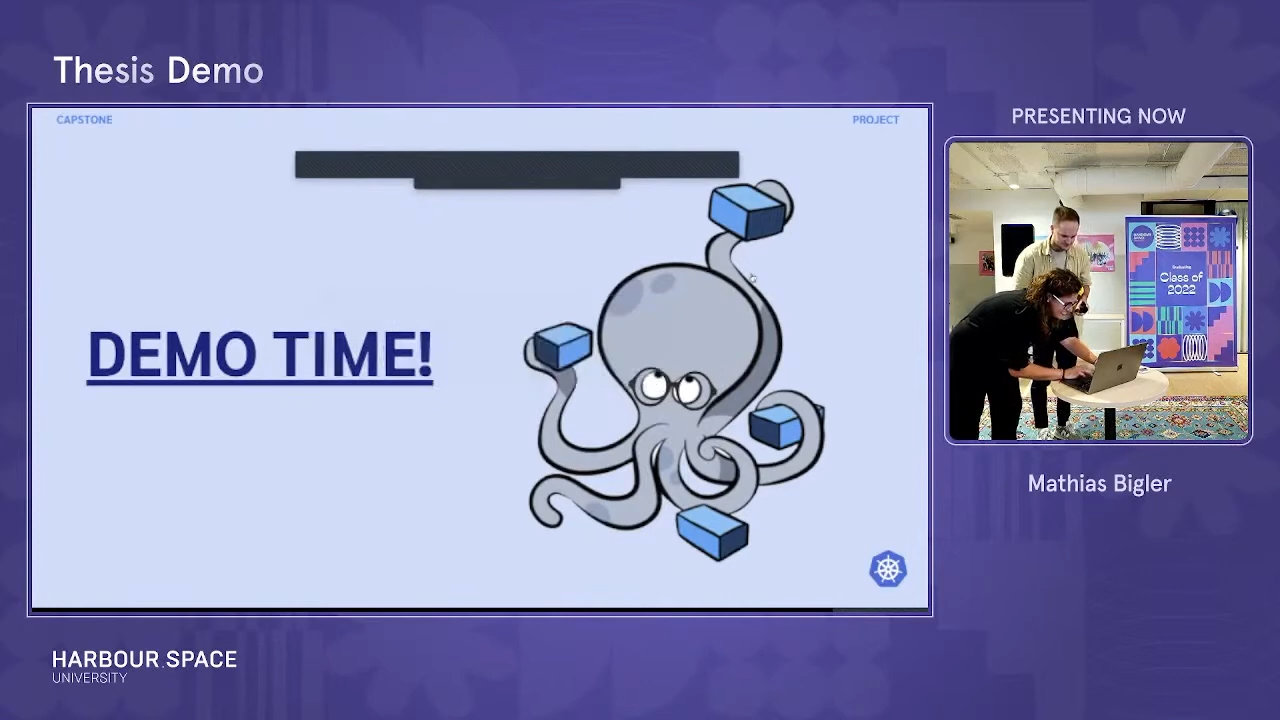 Thesis Demo
CAPSTONE
PROJECT
DEMO TIME!
PRESENTING NOW
Class of
2022
Mathias Bigler
HARBOUR.SPACE
UNIVERSITY